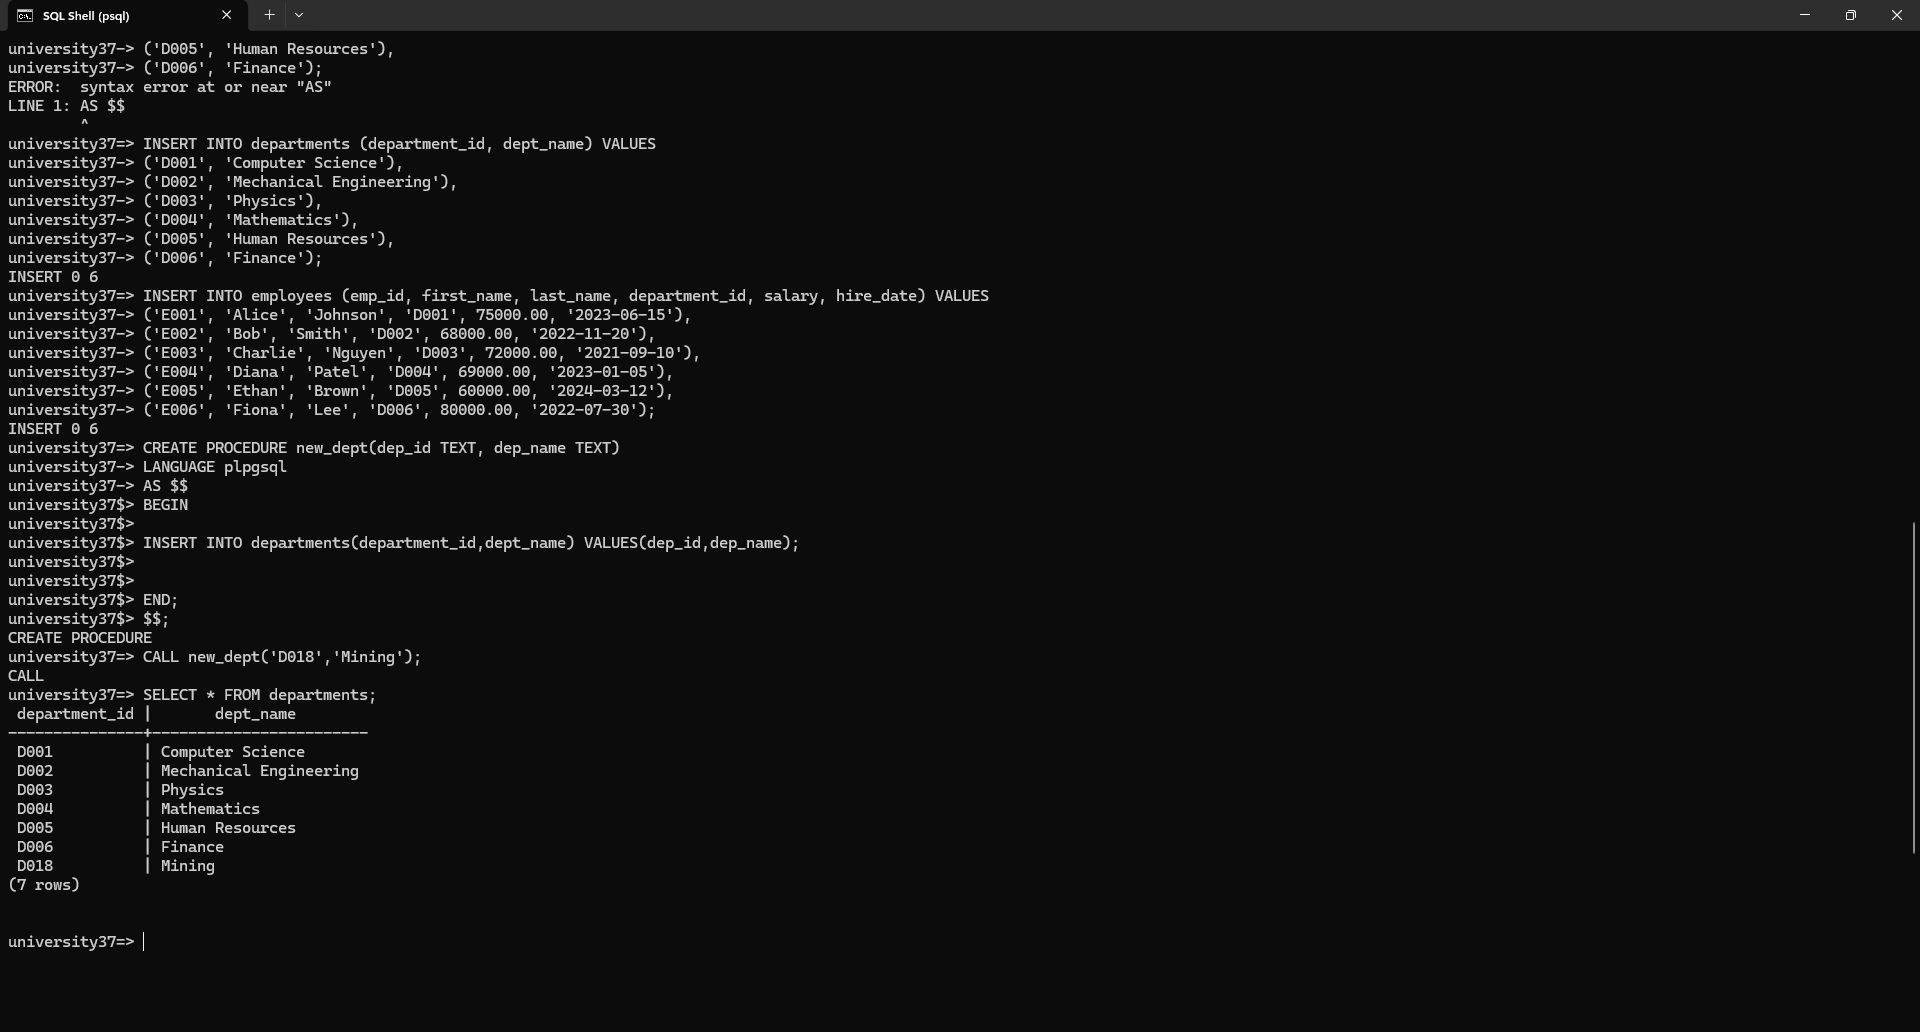 SQL Shell (psql)
university37-> ('D005', 'Human Resources'),
university37-> ('D006', 'Finance');
ERROR:  syntax error at or near "AS"
LINE 1: AS $$
        ^
university37=> INSERT INTO departments (department_id, dept_name) VALUES
university37-> ('D001', 'Computer Science'),
university37-> ('D002', 'Mechanical Engineering'),
university37-> ('D003', 'Physics'),
university37-> ('D004', 'Mathematics'),
university37-> ('D005', 'Human Resources'),
university37-> ('D006', 'Finance');
INSERT 0 6
university37=> INSERT INTO employees (emp_id, first_name, last_name, department_id, salary, hire_date) VALUES
university37-> ('E001', 'Alice', 'Johnson', 'D001', 75000.00, '2023-06-15'),
university37-> ('E002', 'Bob', 'Smith', 'D002', 68000.00, '2022-11-20'),
university37-> ('E003', 'Charlie', 'Nguyen', 'D003', 72000.00, '2021-09-10'),
university37-> ('E004', 'Diana', 'Patel', 'D004', 69000.00, '2023-01-05'),
university37-> ('E005', 'Ethan', 'Brown', 'D005', 60000.00, '2024-03-12'),
university37-> ('E006', 'Fiona', 'Lee', 'D006', 80000.00, '2022-07-30');
INSERT 0 6
university37=> CREATE PROCEDURE new_dept(dep_id TEXT, dep_name TEXT)
university37-> LANGUAGE plpgsql
university37-> AS $$
university37$> BEGIN
university37$>
university37$> INSERT INTO departments(department_id,dept_name) VALUES(dep_id,dep_name);
university37$>
university37$>
university37$> END;
university37$> $$;
CREATE PROCEDURE
university37=> CALL new_dept('D018','Mining');
CALL
university37=> SELECT * FROM departments;
 department_id |       dept_name
---------------+------------------------
 D001          | Computer Science
 D002          | Mechanical Engineering
 D003          | Physics
 D004          | Mathematics
 D005          | Human Resources
 D006          | Finance
 D018          | Mining
(7 rows)
university37=>